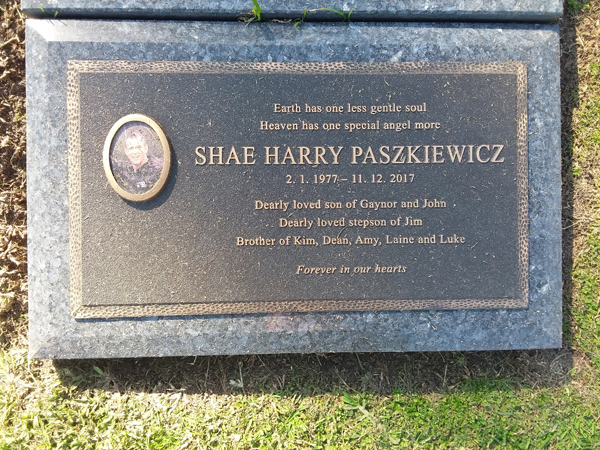 Earth has one less gentle soul
Heaven has one special angel more
SHAE HARRY PASZKIEWICZ
2. 1. 1977 – 11. 12. 2017
Dearly loved son of Gaynor and John
Dearly loved stepson of Jim
Brother of Kim, Dean, Amy, Laine and Luke
Forever in our hearts